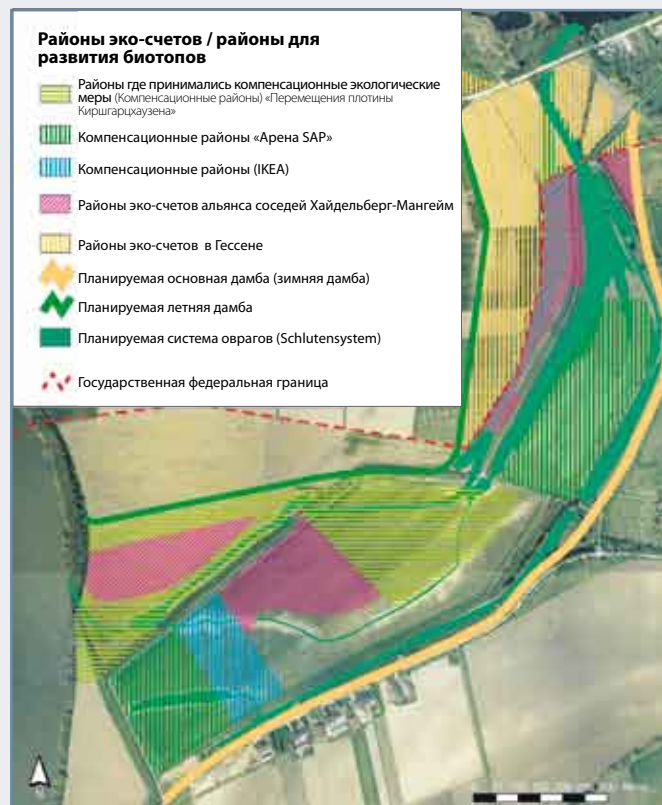 Районы эко-счетов / районы для
развития биотопов
Районы где принимались компенсационные экологические
меры (Компенсационные районы) «Перемещения плотины
Киршгарцхаузена»
Компенсационные районы «Арена SAP»
Компенсационные районы (IKEA)
Районы эко-счетов альянса соседей Хайдельберг-Мангейм
Районы эко-счетов в Гессене
Планируемая основная дамба (зимняя дамба)
Планируемая летняя дамба
Планируемая система оврагов (Schlutensystem)
Государственная федеральная граница